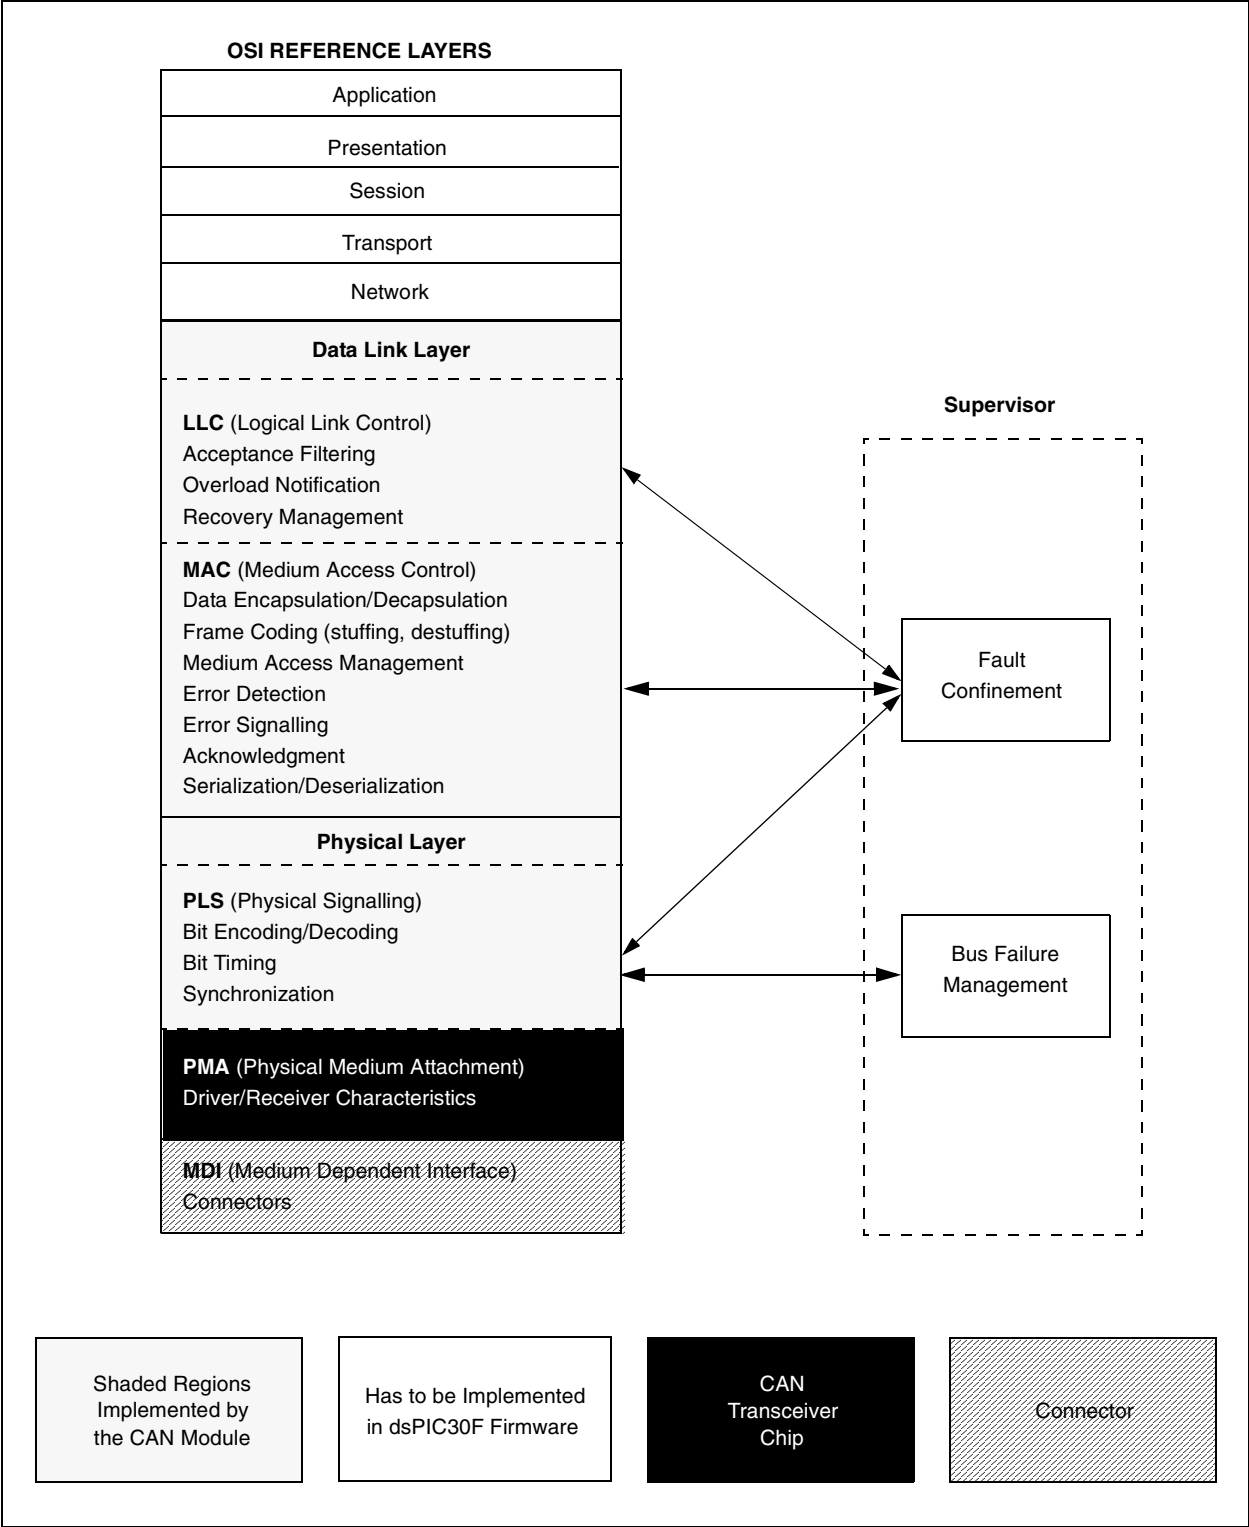 OSI REFERENCE LAYERS
Application
Presentation
Session
Transport
Network
Data Link Layer
LLC (Logical Link Control)
Acceptance Filtering
Overload Notification
Recovery Management
MAC (Medium Access Control)
Data Encapsulation/Decapsulation
Frame Coding (stuffing, destuffing)
Medium Access Management
Error Detection
Error Signalling
Acknowledgment
Serialization/Deserialization
Physical Layer
PLS (Physical Signalling)
Bit Encoding/Decoding
Bit Timing
Synchronization
PMA (Physical Medium Attachment)
Driver/Receiver Characteristics
MDI (Medium Dependent Interface)
Connectors
Supervisor
Fault
Confinement
Bus Failure
Management
Shaded Regions
Implemented by
the CAN Module
Has to be Implemented
in dsPIC30F Firmware
CAN
Transceiver
Chip
Connector